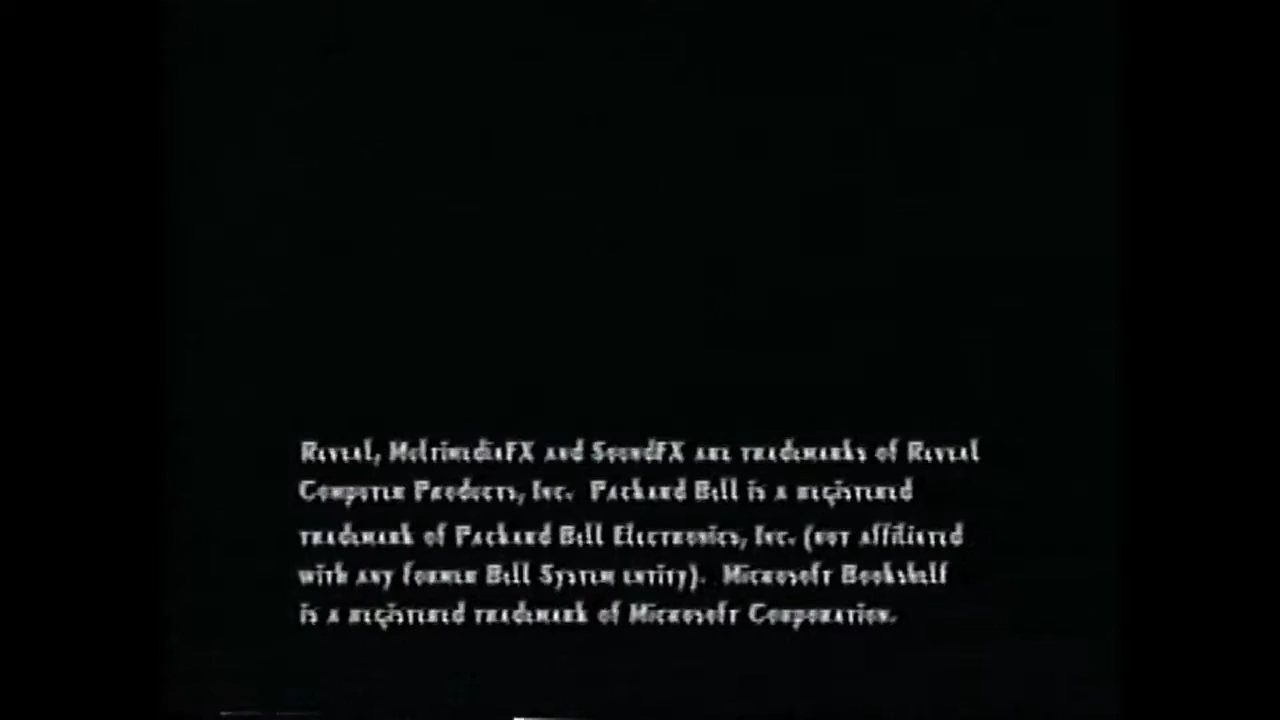 Reveal, MultimediaFX and SoundFX are trademarks of Reveal
Computer Products, Inc. Packard Bell is a registered
trademark of Packard Bell Electronics, Inc. (not affiliated
with any former Bell System entity). Microsoft Bookshelf
is a registered trademark of Microsoft Corporation.